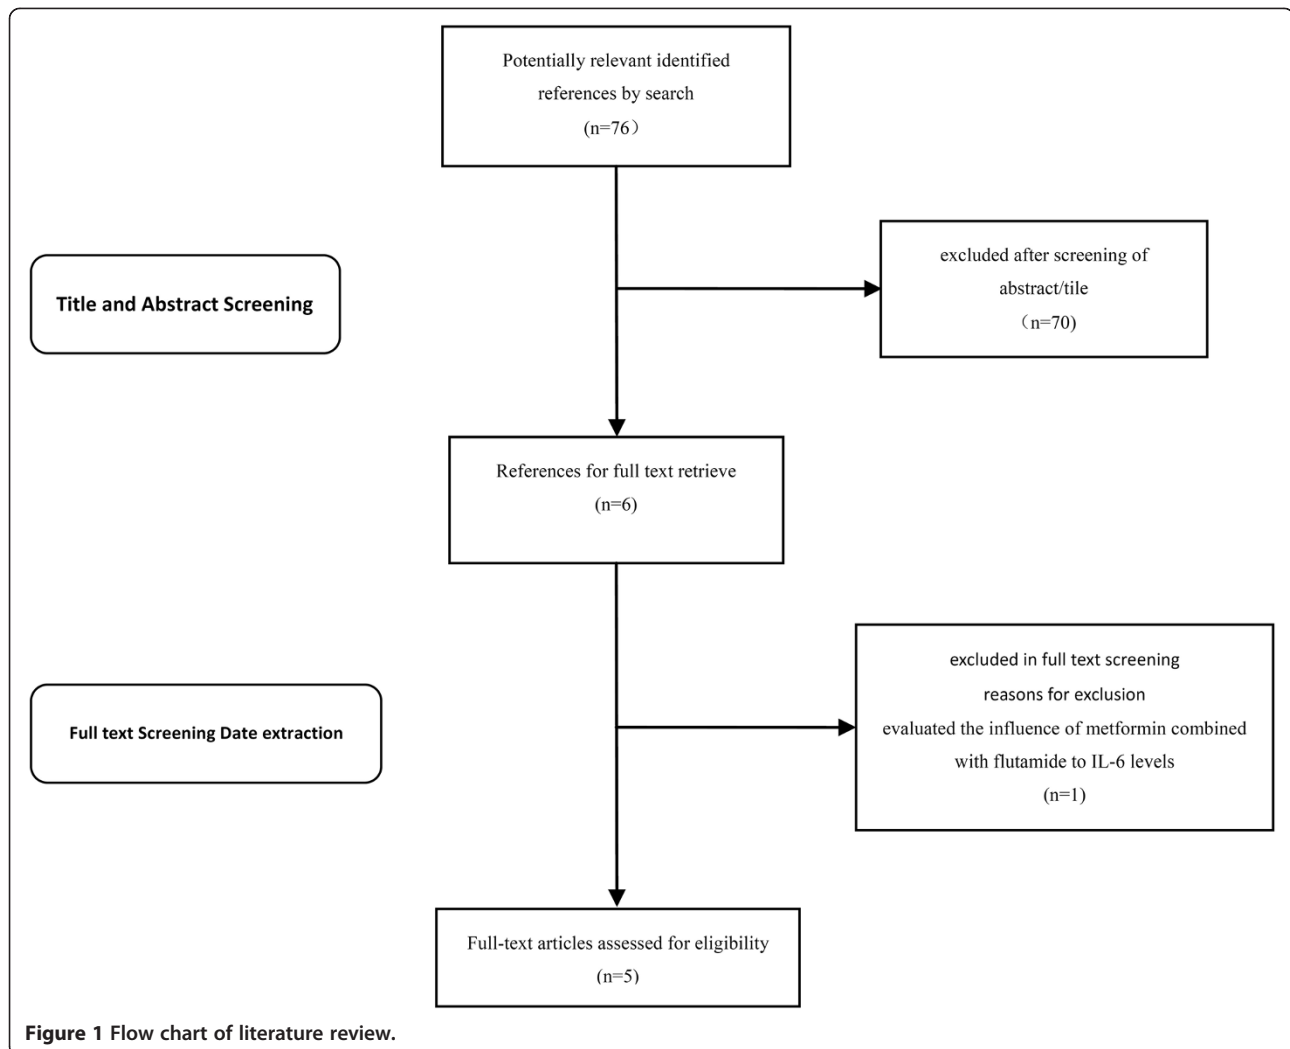 Potentially relevant identified
references by search
(n=76）
excluded after screening of
abstract/tile
（n=70)
Title and Abstract Screening
References for full text retrieve
(n=6)
excluded in full text screening
reasons for exclusion
evaluated the influence of metformin combined
with flutamide to IL-6 levels
(n=1)
Full text Screening Date extraction
Full-text articles assessed for eligibility
(n=5)
Figure 1 Flow chart of literature review.